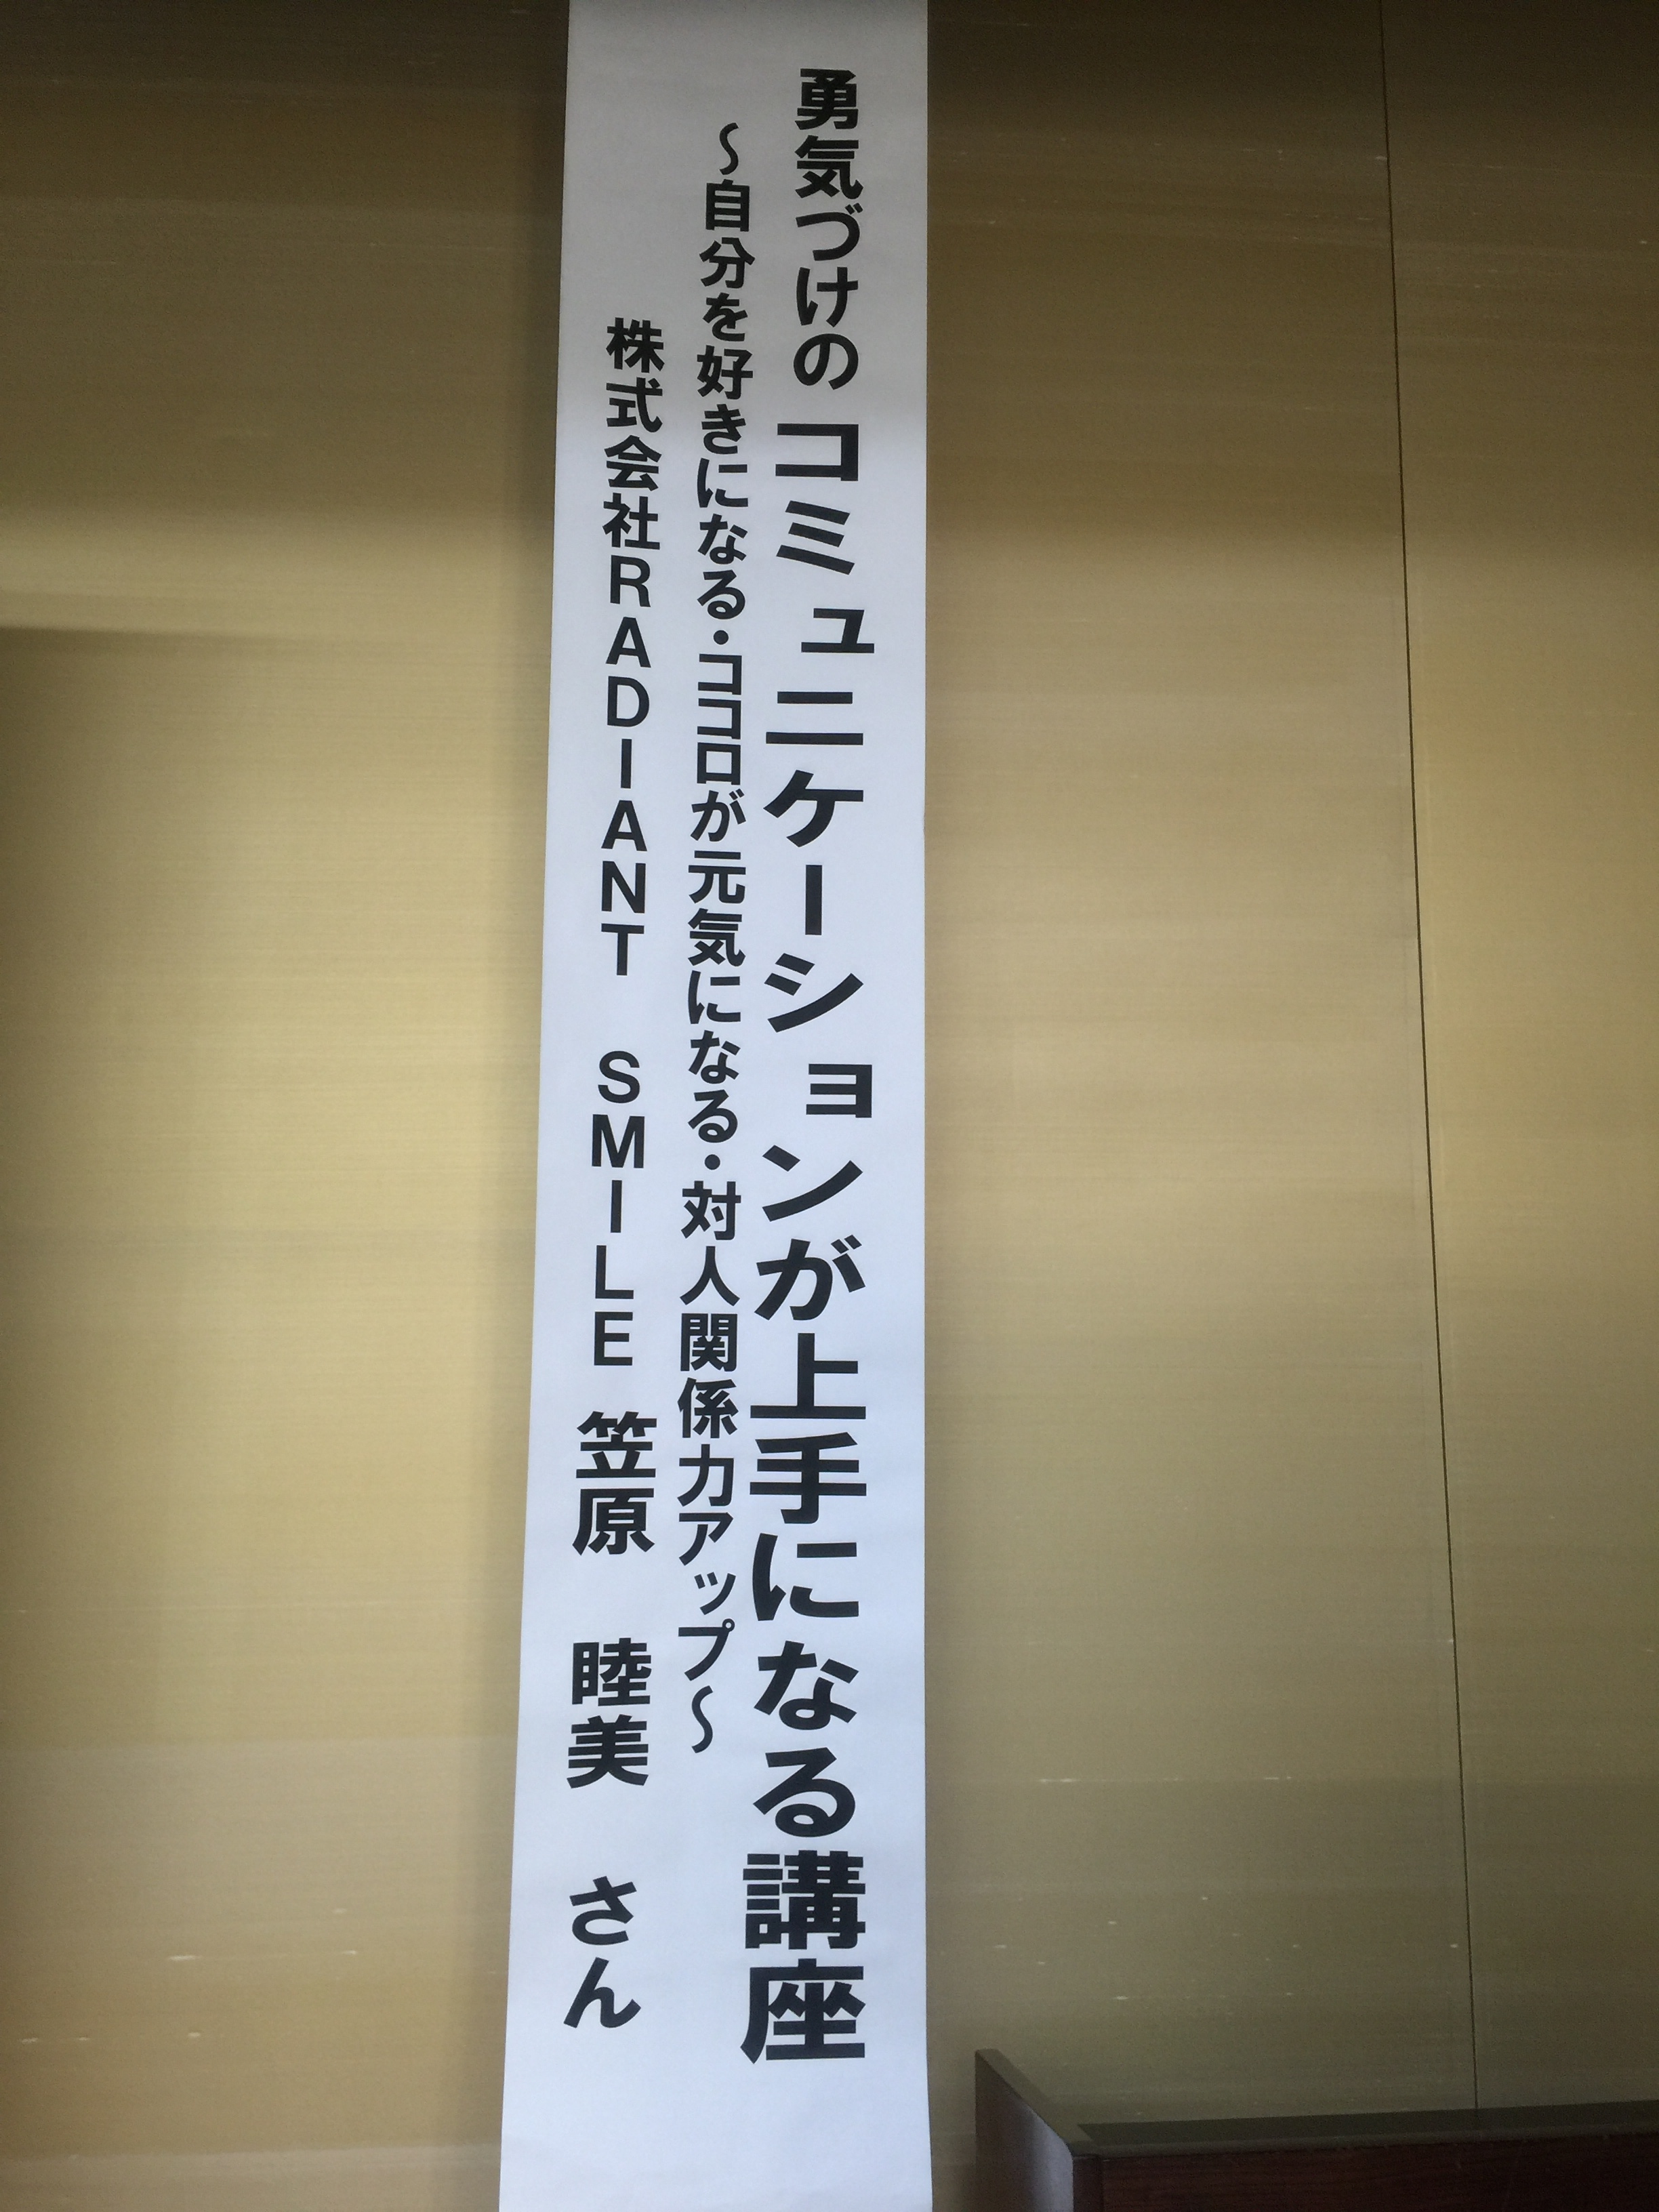 勇気づけのコミュニケーションが上手になる講座
～自分を好きになる・ココロが元気になる・対人関係力アップ～
株式会社RADIANT SMILE 笠原 睦美 さん